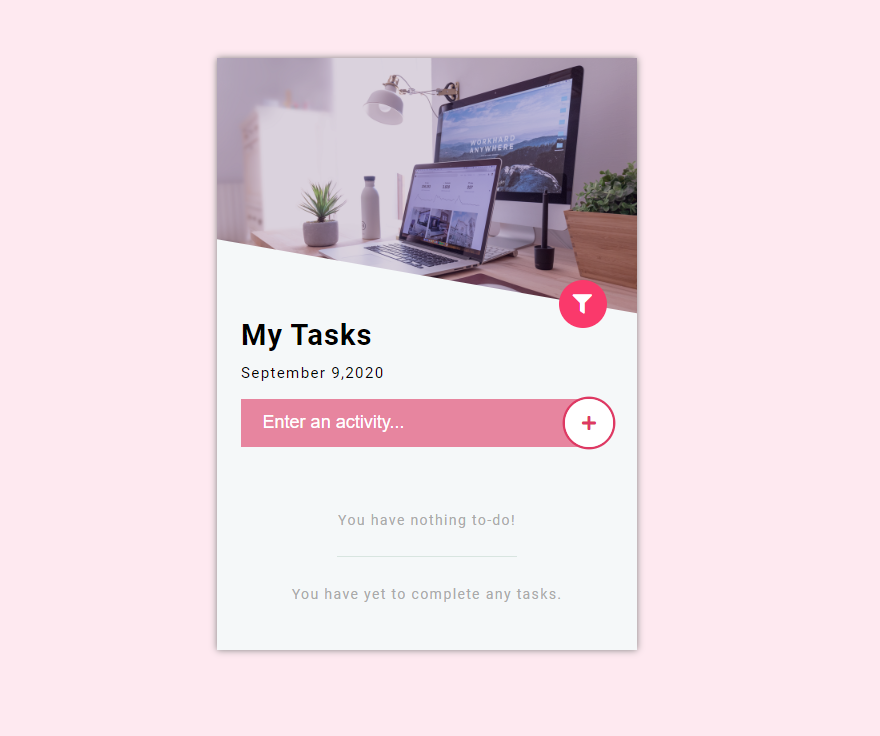 WORKHARD
ANYWHERE
My Tasks
September 9,2020
Enter an activity...
You have nothing to-do!
You have yet to complete any tasks.